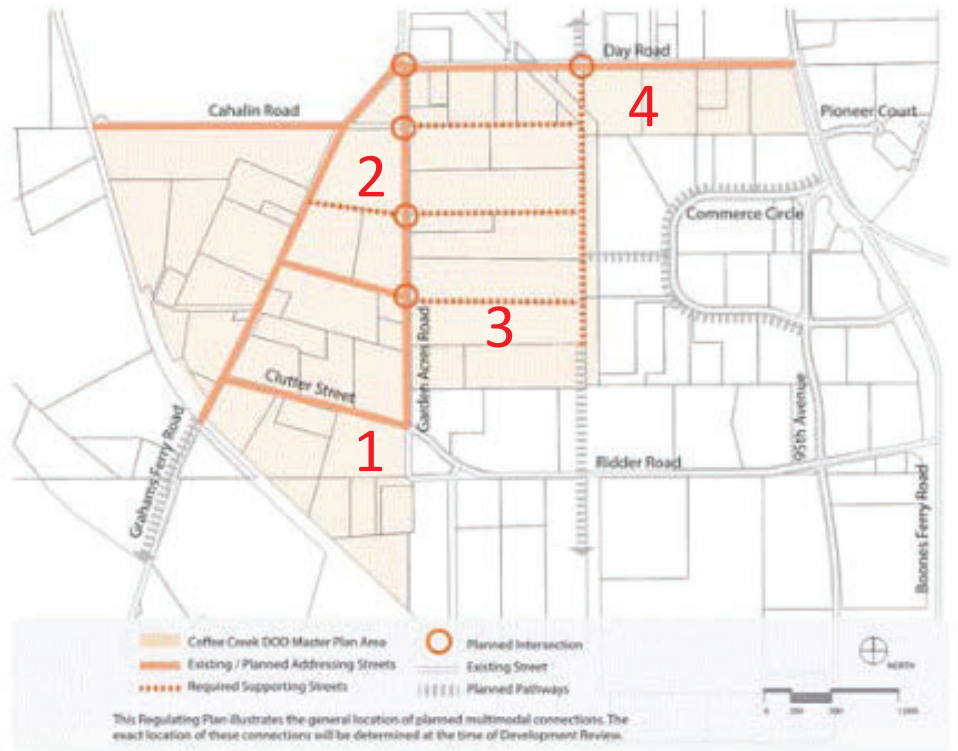 Day Road
4
Cahalin Road
Pioneer Court
2
Commerce Circle
3
Garden Acres Road
Clutter Street
1
95th Avenue
Grahams Ferry Road
Ridder Road
Boones Ferry Road
Coffee Creek DOD Master Plan Area
Existing / Planned Addressing Streets
Required Supporting Streets
Planned Intersection
Existing Street
Planned Pathways
NORTH
0
This Regulating Plan illustrates the general location of planned multimodal connections. The
exact location of these connections will be determined at the time of Development Review.